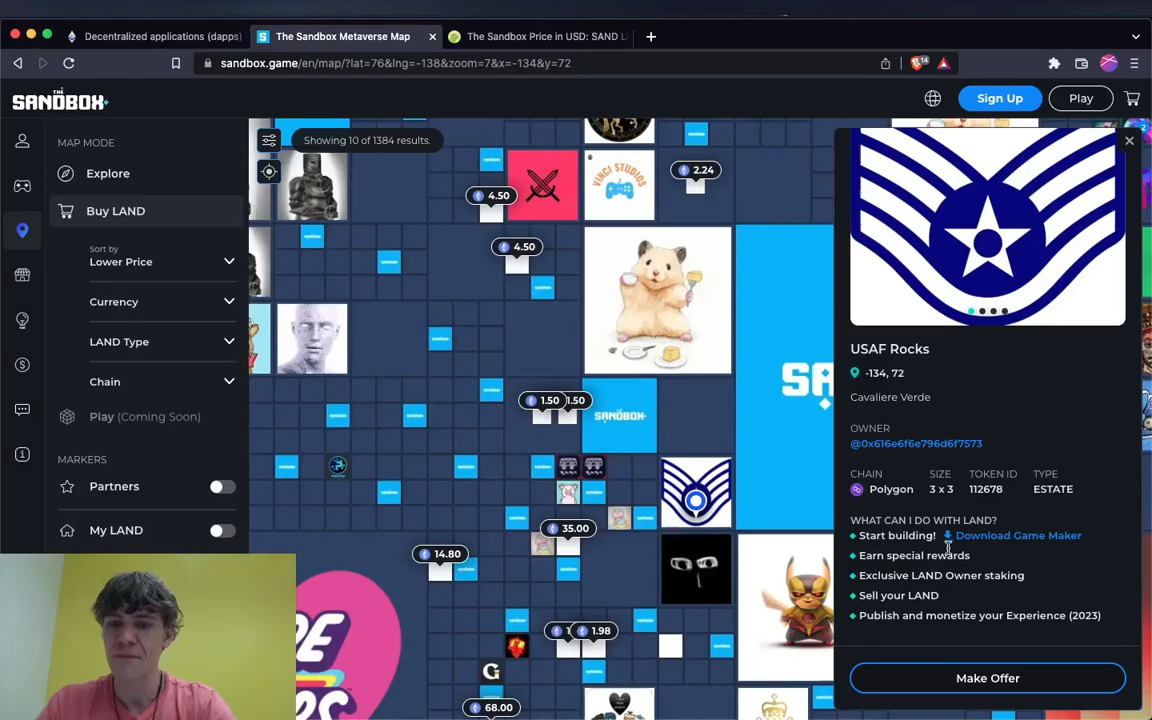 Decentralized applications (dapps)
The Sandbox Metaverse Map
The Sandbox Price in USD: SAND Li
sandbox.game/en/map/?lat=76&lng=-138&zoom=7&x=-134&y=72
14
THE SANDBOX
Sign Up
Play
2
MAP MODE
Explore
Buy LAND
Sort by
Lower Price
Currency
LAND Type
Chain
Play (Coming Soon)
MARKERS
Partners
My LAND
Showing 10 of 1384 results.
4.50
VINCI STUDIOS
2.24
4.50
1.50
1.50
SANDBOX
35.00
14.80
1.98
G
68.00
USAF Rocks
-134, 72
Cavaliere Verde
OWNER
@0x616e6f6e796d6f7573
CHAIN
SIZE
TOKEN ID
TYPE
Polygon
3 x 3
112678
ESTATE
WHAT CAN I DO WITH LAND?
Start building!
Download Game Maker
Earn special rewards
Exclusive LAND Owner staking
Sell your LAND
Publish and monetize your Experience (2023)
Make Offer